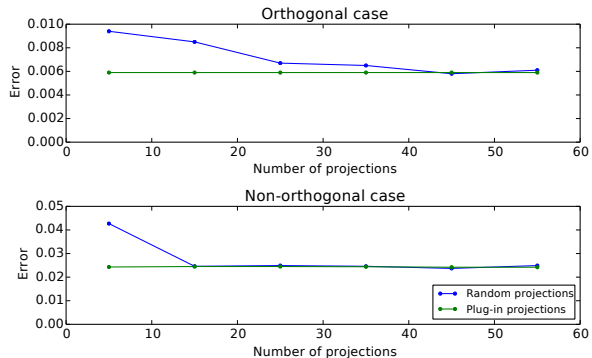 Orthogonal case
0.010
0.008
0.006
0.004
0.002
0.000
Error
0 10 20 30 40 50 60
Number of projections
Non-orthogonal case
0.05
0.04
0.03
0.02
0.01
0.00
Error
Random projections
Plug-in projections
0 10 20 30 40 50 60
Number of projections